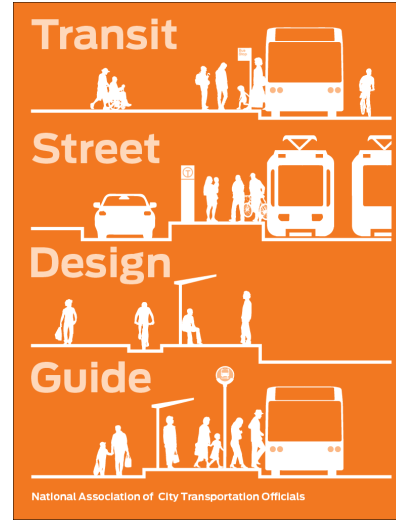 Transit
Street
Design
Guide
National Association of City Transportation Officials